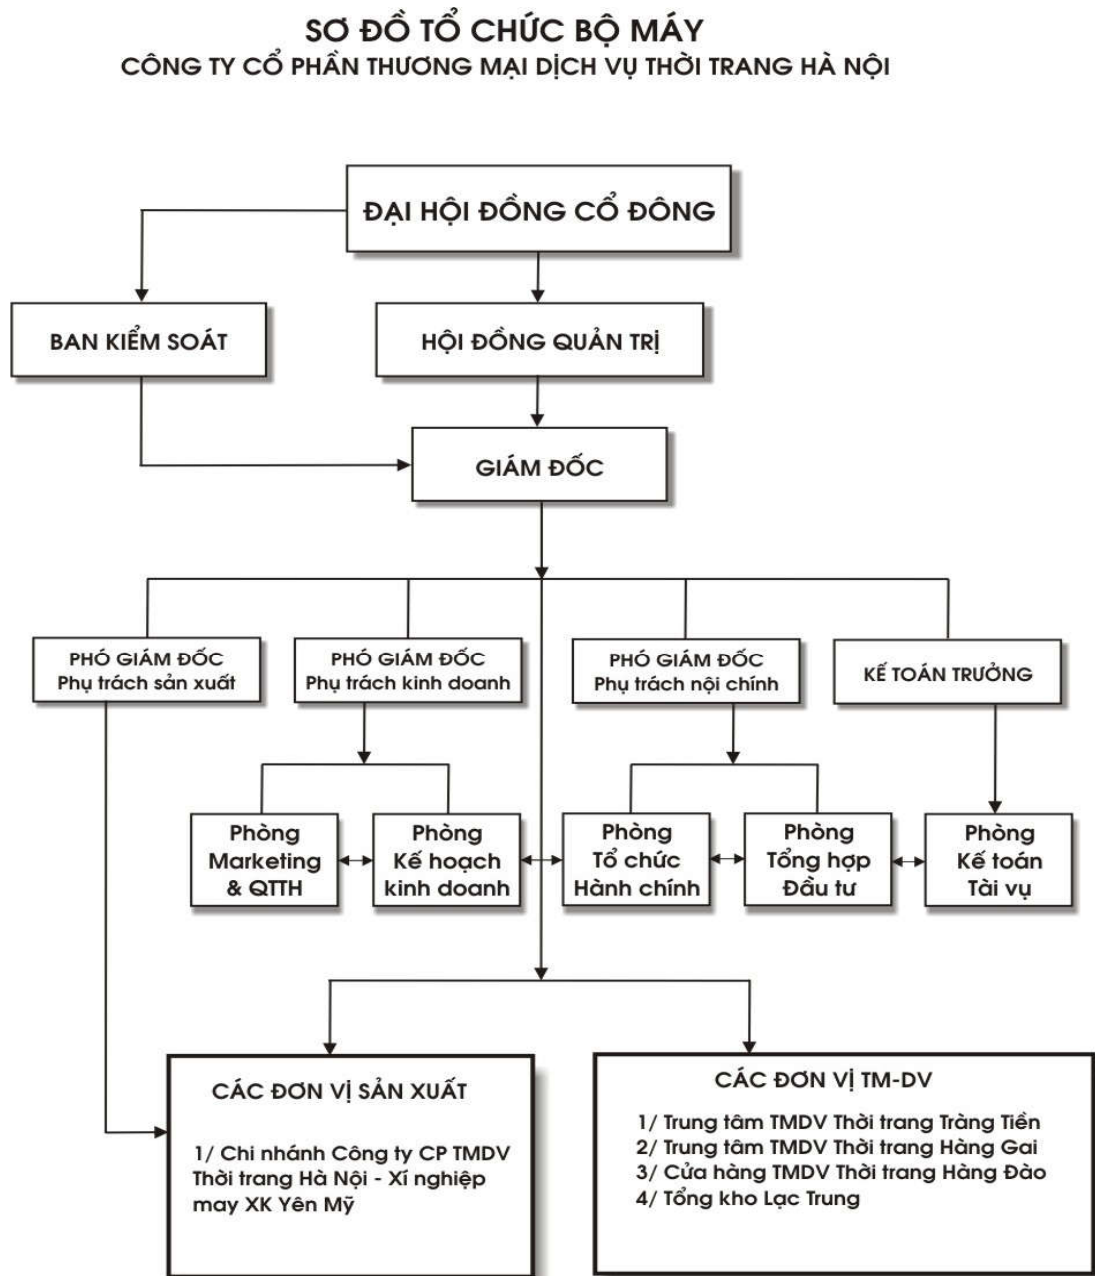 SƠ ĐỒ TỔ CHỨC BỘ MÁY
CÔNG TY CỔ PHẦN THƯƠNG MẠI DỊCH VỤ THỜI TRANG HÀ NỘI
ĐẠI HỘI ĐỒNG CỔ ĐÔNG
BAN KIỂM SOÁT
HỘI ĐỒNG QUẢN TRỊ
GIÁM ĐỐC
PHÓ GIÁM ĐỐC
Phụ trách sản xuất
PHÓ GIÁM ĐỐC
Phụ trách kinh doanh
PHÓ GIÁM ĐỐC
Phụ trách nội chính
KẾ TOÁN TRƯỞNG
Phòng
Marketing
& QTTH
Phòng
Kế hoạch
kinh doanh
Phòng
Tổ chức
Hành chính
Phòng
Tổng hợp
Đầu tư
Phòng
Kế toán
Tài vụ
CÁC ĐƠN VỊ SẢN XUẤT
1/ Chi nhánh Công ty CP TMDV
Thời trang Hà Nội - Xí nghiệp
may XK Yên Mỹ
CÁC ĐƠN VỊ TM-DV
1/ Trung tâm TMDV Thời trang Tràng Tiền
2/ Trung tâm TMDV Thời trang Hàng Gai
3/ Cửa hàng TMDV Thời trang Hàng Đào
4/ Tổng kho Lạc Trung